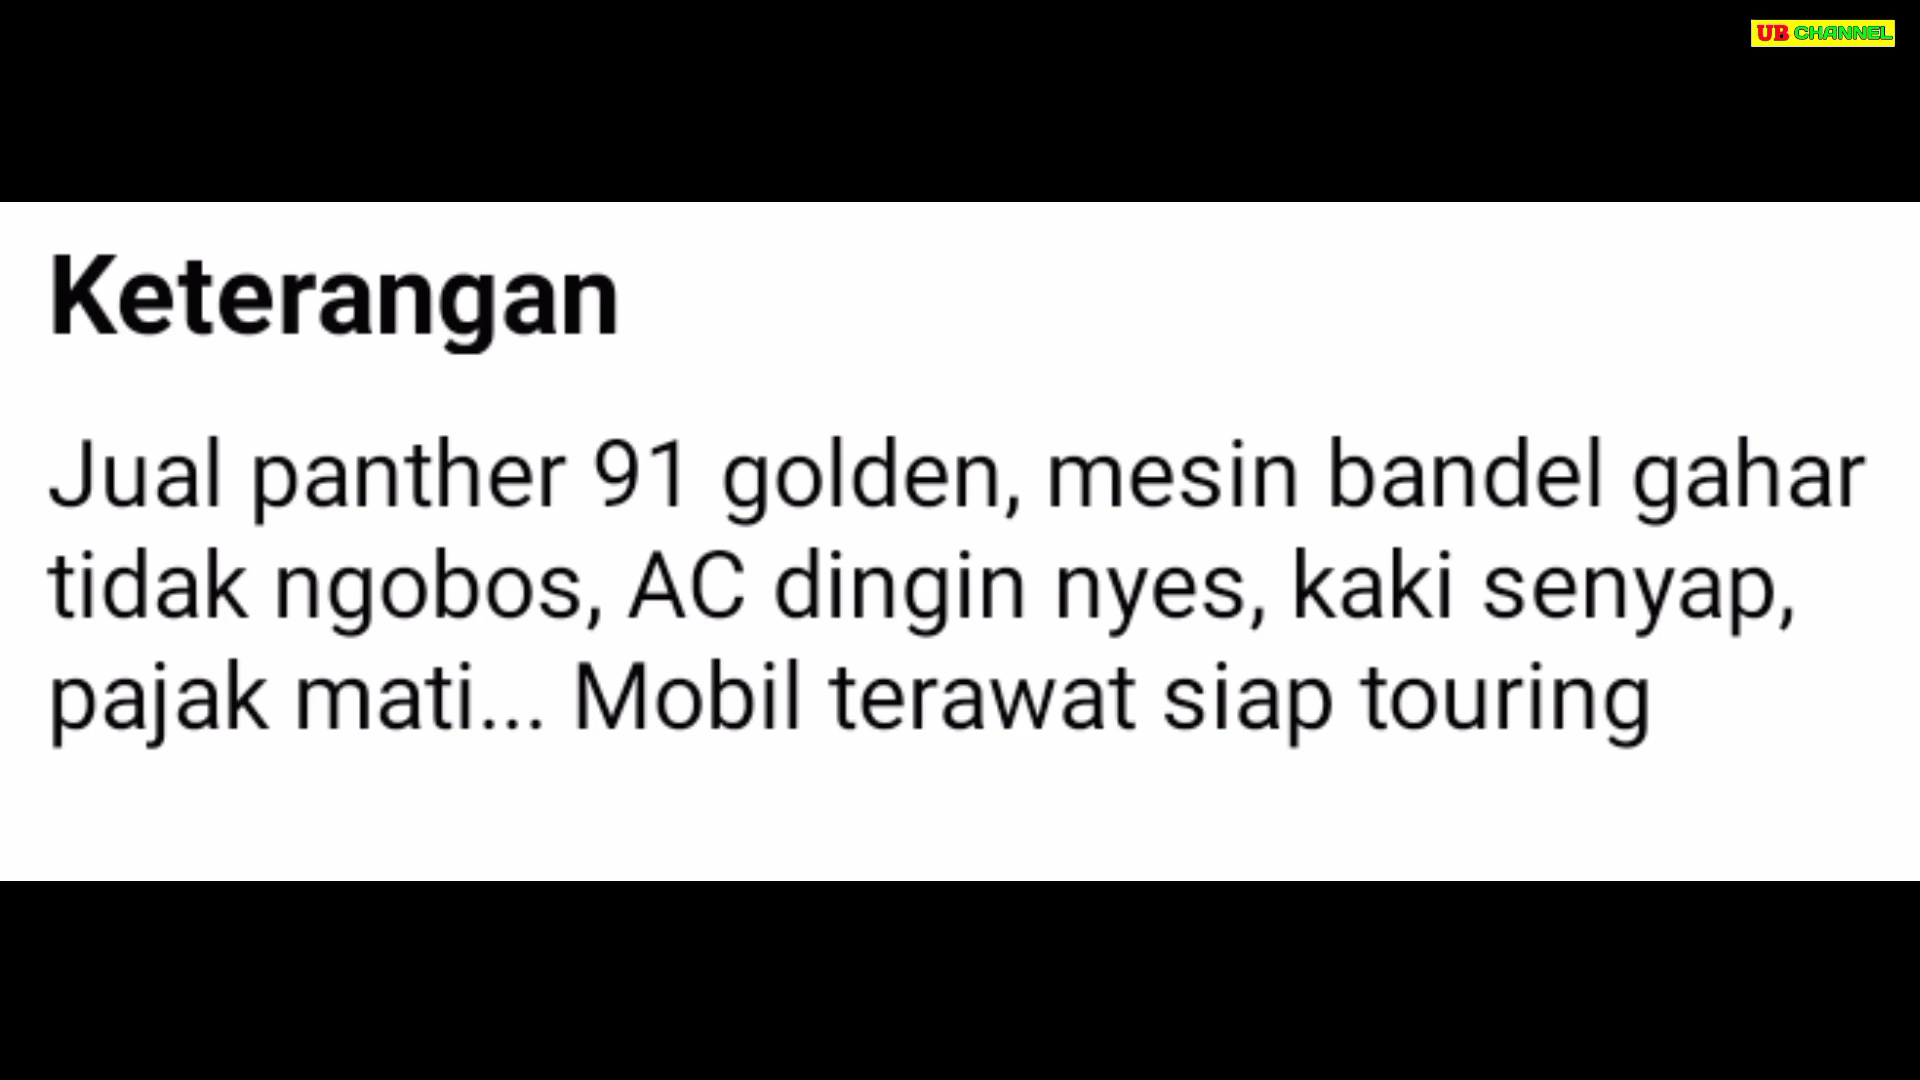 UB CHANNEL
Keterangan
Jual panther 91 golden, mesin bandel gahar
tidak ngobos, AC dingin nyes, kaki senyap,
pajak mati... Mobil terawat siap touring